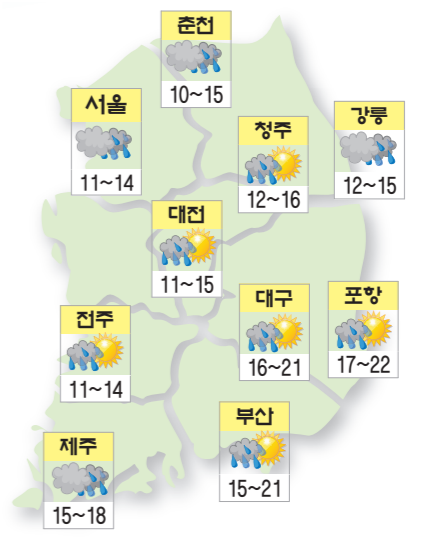 춘천
10~15
서울
11~14
강릉
12~15
청주
12~16
대전
11~15
대구
16~21
포항
17~22
전주
11~14
부산
15~21
제주
15~18